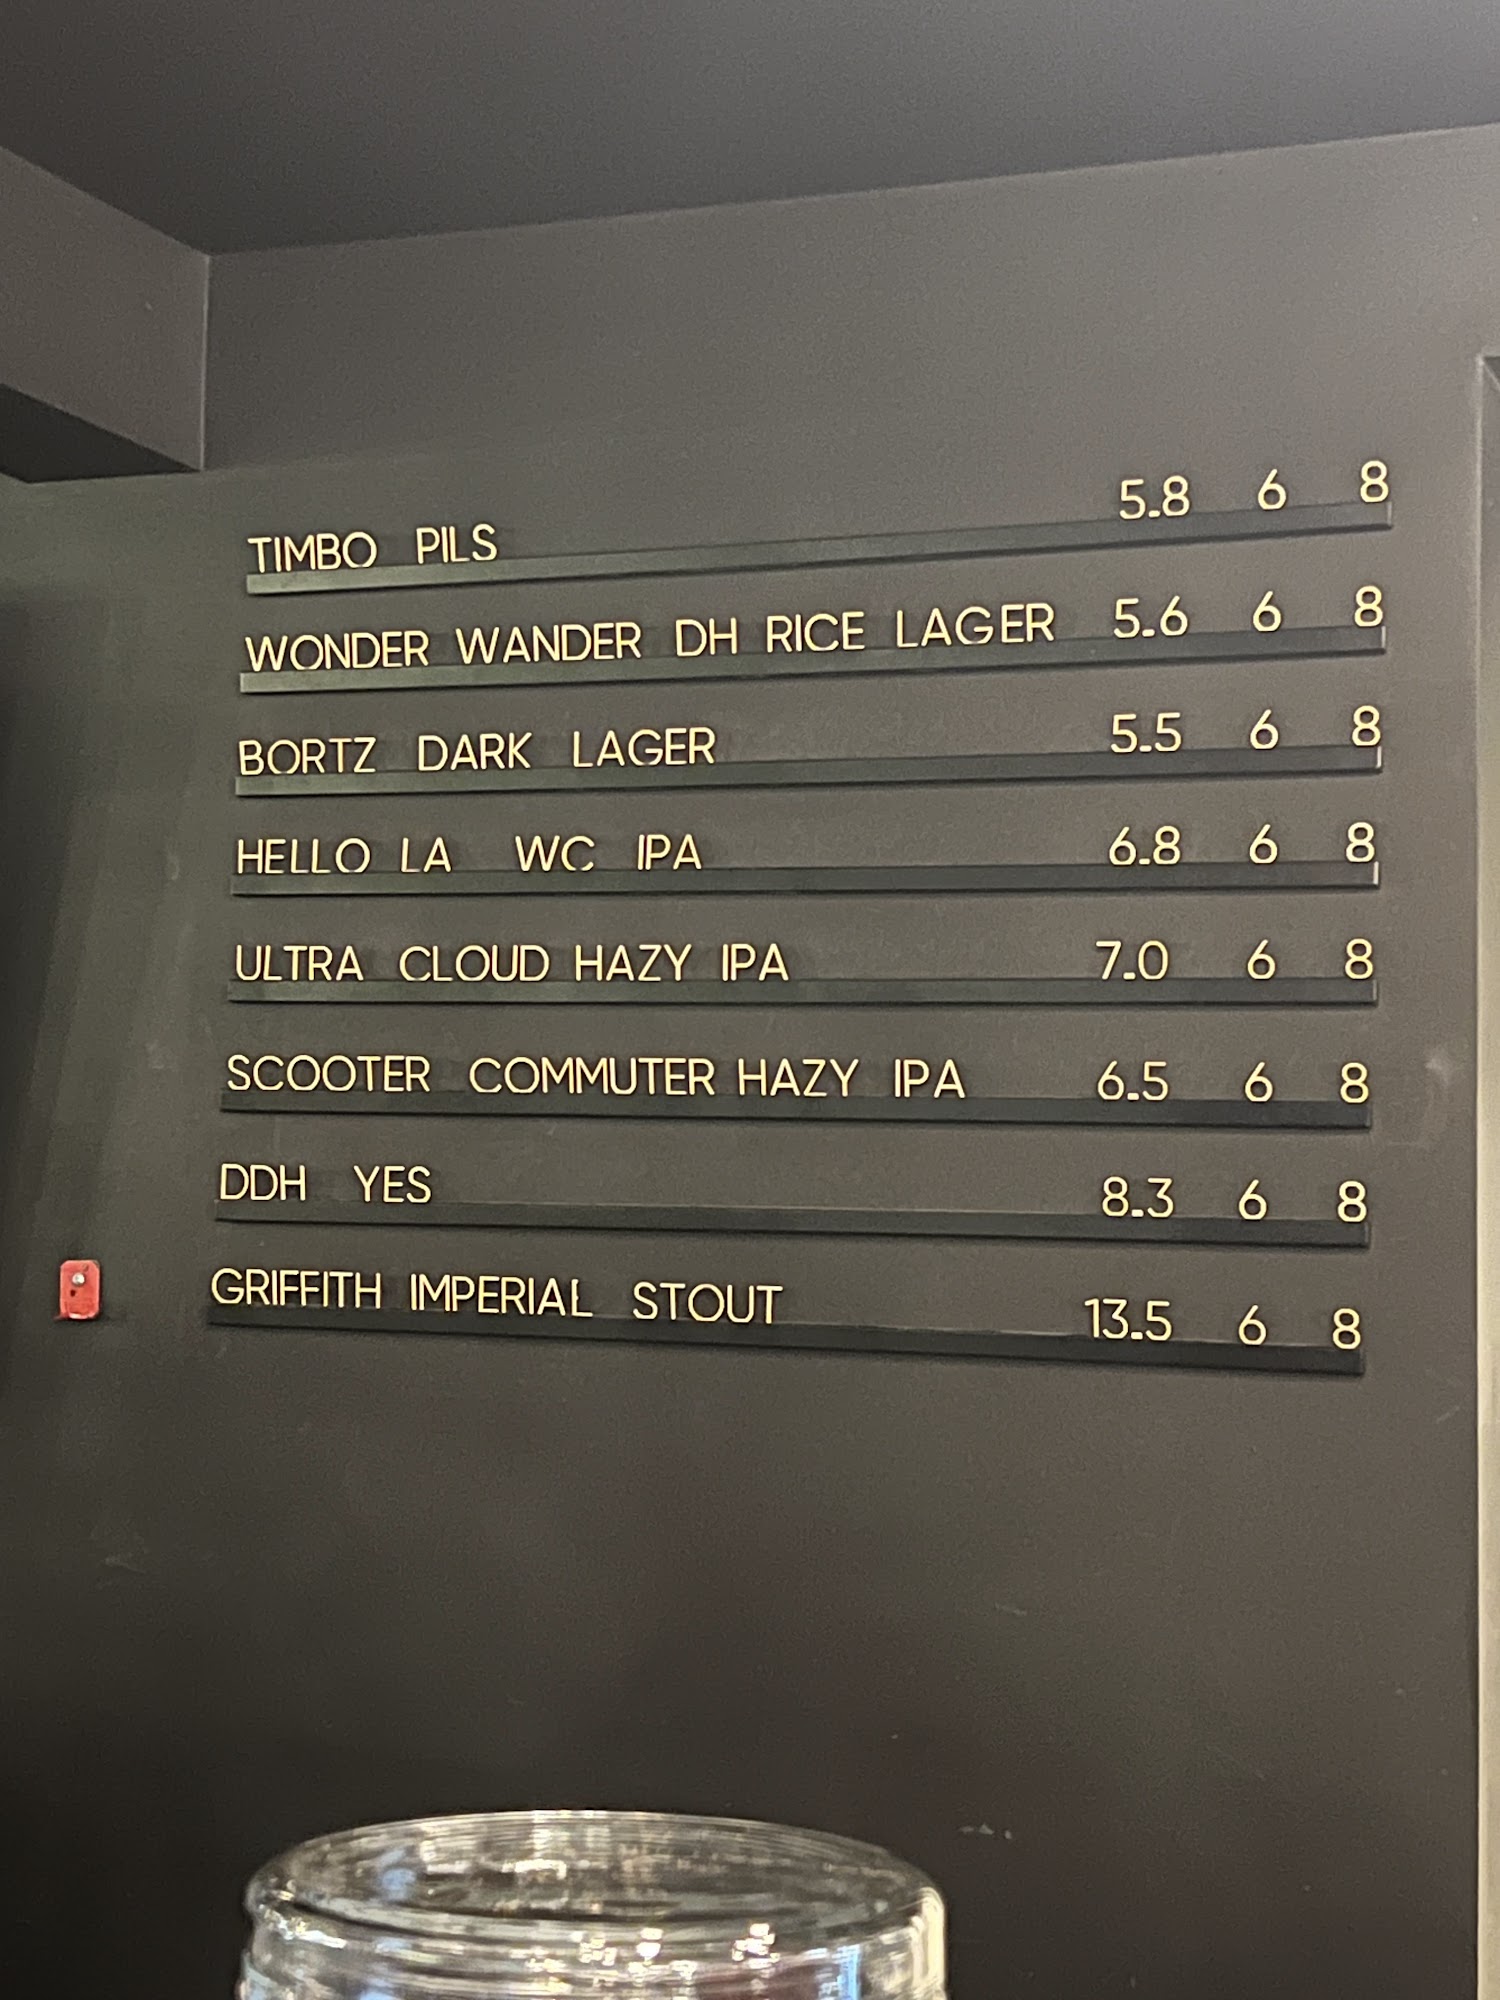 TIMBO PILS 5.8 6 8
WONDER WANDER DH RICE LAGER 5.6 6 8
BORTZ DARK LAGER 5.5 6 8
HELLO LA WC IPA 6.8 6 8
ULTRA CLOUD HAZY IPA 7.0 6 8
SCOOTER COMMUTER HAZY IPA 6.5 6 8
DDH YES 8.3 6 8
GRIFFITH IMPERIAL STOUT 13.5 6 8